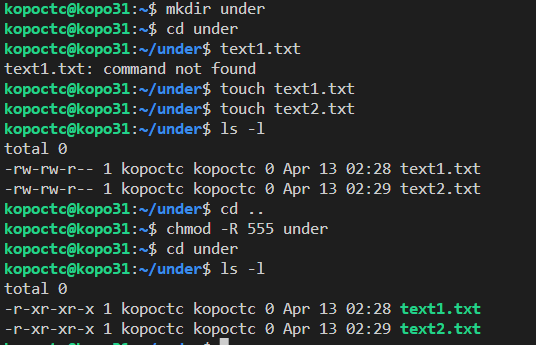 kopoctc@kopo31:~$ mkdir under
kopoctc@kopo31:~$ cd under
kopoctc@kopo31:~/under$ text1.txt
text1.txt: command not found
kopoctc@kopo31:~/under$ touch text1.txt
kopoctc@kopo31:~/under$ touch text2.txt
kopoctc@kopo31:~/under$ ls -l
total 0
-rw-rw-r-- 1 kopoctc kopoctc 0 Apr 13 02:28 text1.txt
-rw-rw-r-- 1 kopoctc kopoctc 0 Apr 13 02:29 text2.txt
kopoctc@kopo31:~/under$ cd ..
kopoctc@kopo31:~$ chmod -R 555 under
kopoctc@kopo31:~$ cd under
kopoctc@kopo31:~/under$ ls -l
total 0
-r-xr-xr-x 1 kopoctc kopoctc 0 Apr 13 02:28 text1.txt
-r-xr-xr-x 1 kopoctc kopoctc 0 Apr 13 02:29 text2.txt
kopoctc@kopo31:~/under$